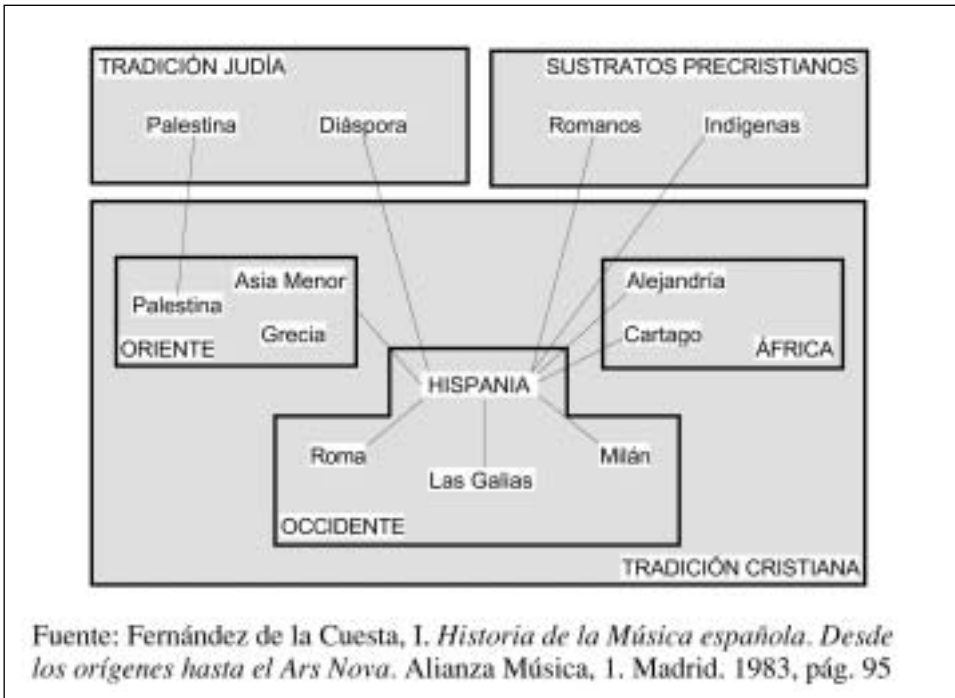 TRADICIÓN JUDÍA
Palestina
Diáspora
SUSTRATOS PRECRISTIANOS
Romanos
Indígenas
Asia Menor
Palestina
Grecia
ORIENTE
Alejandría
Cartago
ÁFRICA
HISPANIA
Roma
Las Galias
Milán
OCCIDENTE
TRADICIÓN CRISTIANA
Fuente: Fernández de la Cuesta, I. Historia de la Música española. Desde
los orígenes hasta el Ars Nova. Alianza Música, 1. Madrid. 1983, pág. 95